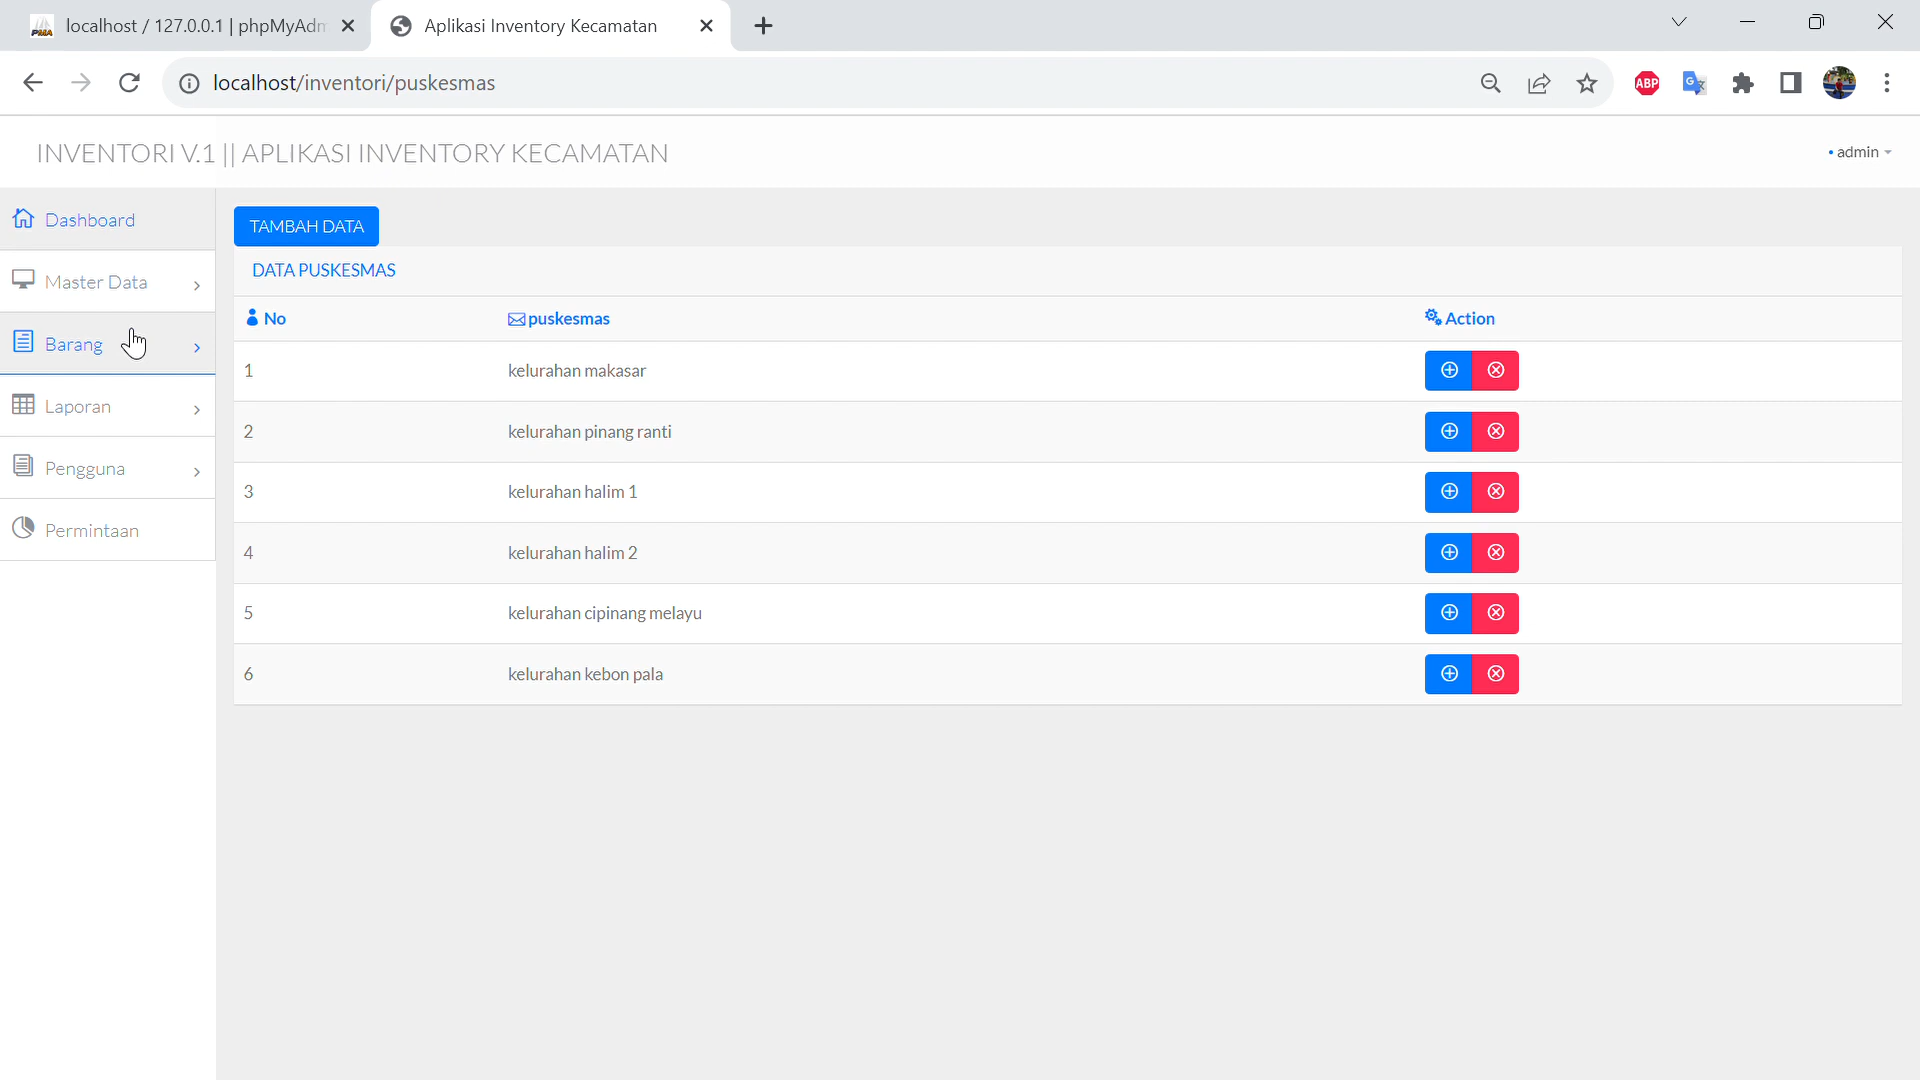 localhost / 127.0.0.1 | phpMyAdm
Aplikasi Inventory Kecamatan
localhost/inventori/puskesmas
ABP
INVENTORI V.1 || APLIKASI INVENTORY KECAMATAN
admin
Dashboard
Master Data
Barang
Laporan
Pengguna
Permintaan
TAMBAH DATA
DATA PUSKESMAS
No puskesmas Action
1 kelurahan makasar
2 kelurahan pinang ranti
3 kelurahan halim 1
4 kelurahan halim 2
5 kelurahan cipinang melayu
6 kelurahan kebon pala